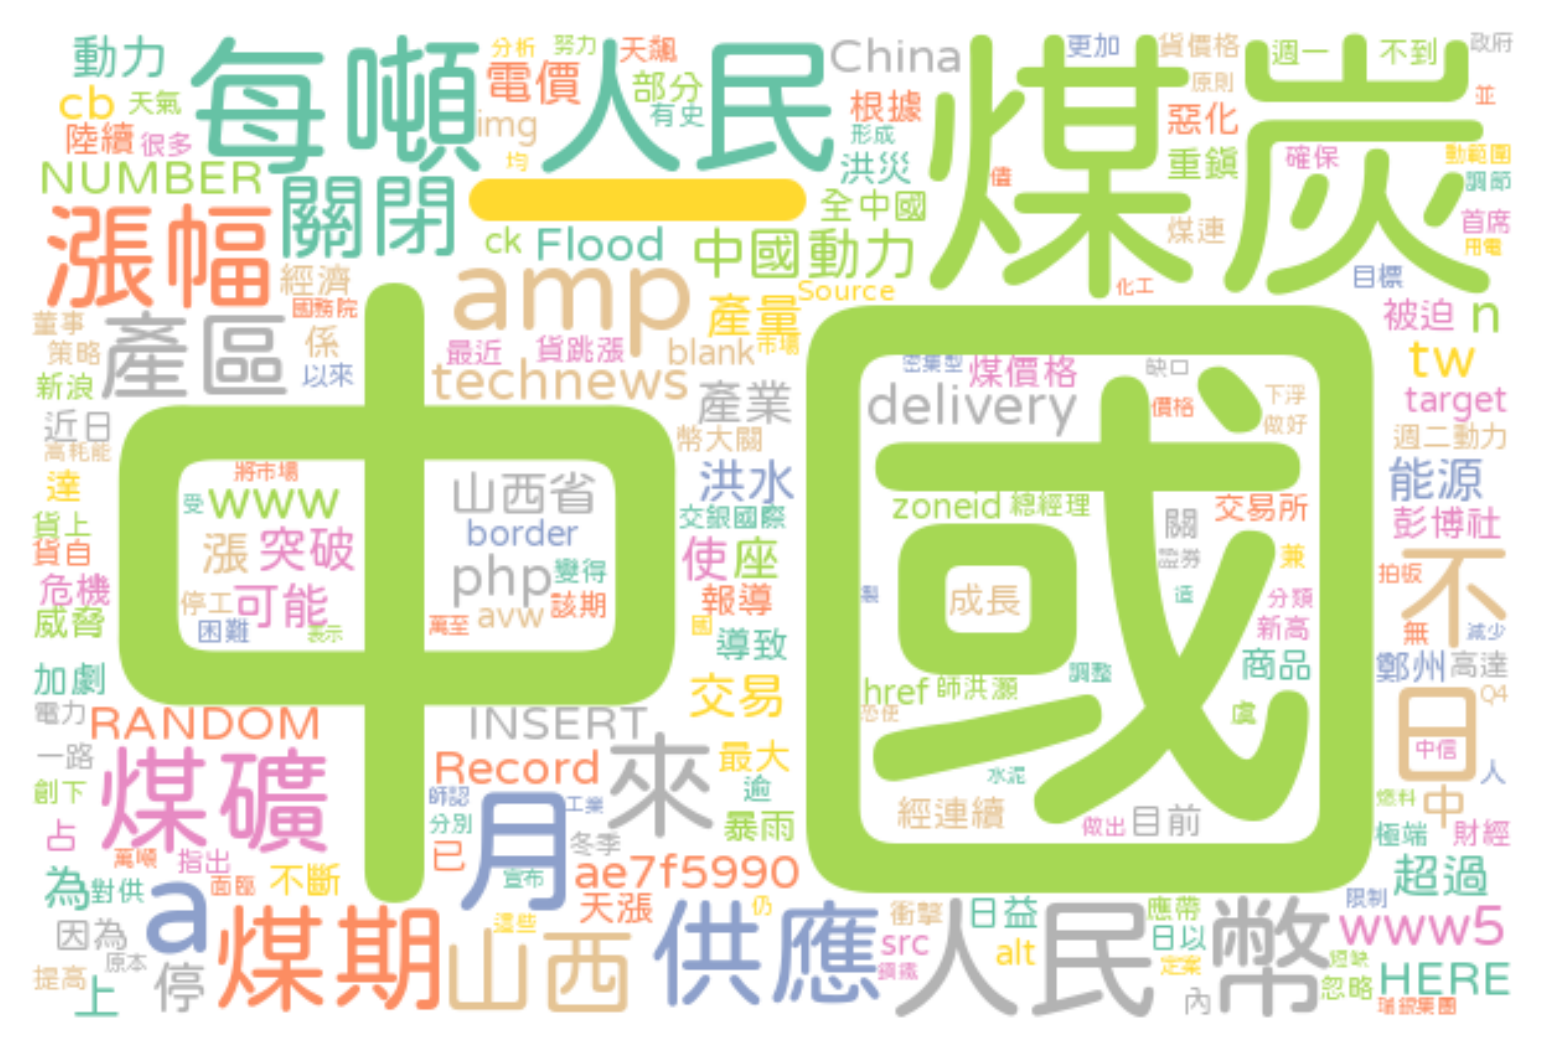 動力
每噸
人民
煤炭
分析
努力
天飆
China
更加
貨價格
週一
不到
政府
cb
天氣
電價
部分
根據
原則
並
陸續
很多
img
有史
形成
惡化
NUMBER
均
洪災
重鎮
確保
動範圍
關閉
一
全中國
值
調節
漲幅
ck
Flood
中國動力
煤連
首席
用電
經濟
amp
Source
化工
目標
國務院
產量
董事
產區
係
市場
被迫
n
策略
最近
貨跳漲
blank
密集型
煤價格
缺口
tw
新浪
以來
technews
產業
delivery
價格
下浮
target
近日
中
國
做好
週二動力
高耗能
幣大關
將市場
山西省
洪水
能源
達
受
www
zoneid
總經理
交易所
貨上
border
交銀國際
關
彭博社
貨自
漲
突破
使
座
證券
兼
不
危機
php
變得
成長
拍板
停工
可能
avw
該期
報導
製
造
分類
威脅
困難
表示
萬至
國
新高
無
減少
導致
加劇
調整
商品
鄭州
高達
交易
href
師洪灝
日
Q4
電力
RANDOM
INSERT
恐使
虞
一路
中信
煤礦
Record
來
最大
水泥
人
創下
師認
工業
逾
燃料
中
占
分別
月
暴雨
經連續
做出
目前
極端
財經
萬噸
指出
已
冬季
為
對供
面臨
不斷
宣布
ae7f5990
超過
a
天漲
仍
限制
因為
煤期
這些
供應
衝擊
日益
應帶
www5
山西
人民幣
src
日以
原本
alt
提高
停
鋼鐵
定案
短缺
上
內
忽略
HERE
瑞銀集團